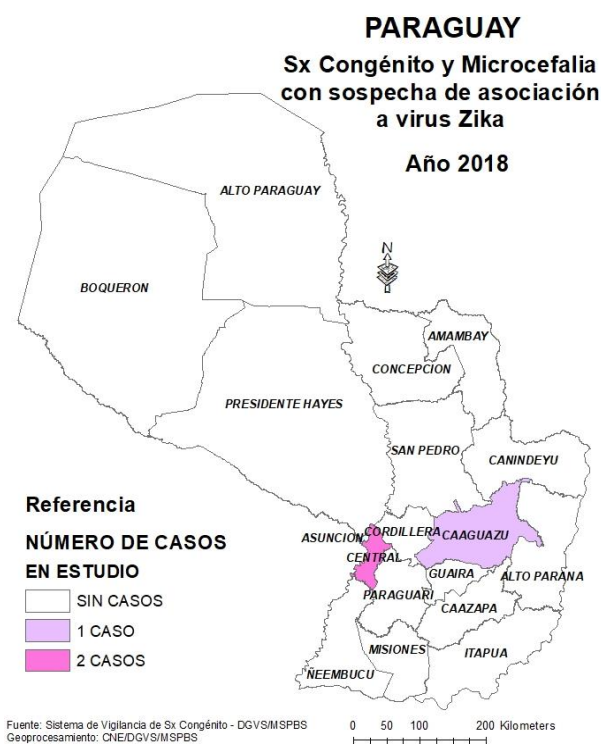 PARAGUAY
Sx Congénito y Microcefalia
con sospecha de asociación
a virus Zika
Año 2018
N
ALTO PARAGUAY
BOQUERON
AMAMBAY
CONCEPCION
PRESIDENTE HAYES
SAN PEDRO
CANINDEYU
Referencia
NÚMERO DE CASOS
EN ESTUDIO
SIN CASOS
1 CASO
2 CASOS
ASUNCION
CORDILLERA
CAAGUAZU
CENTRAL
GUAIRA
ALTO PARANA
PARAGUARI
CAAZAPA
MISIONES
ITAPUA
ÑEEMBUCU
Fuente: Sistema de Vigilancia de Sx Congénito - DGVS/MSPBS
Geoprocesamiento: CNE/DGVS/MSPBS
0 50 100 200 Kilometers